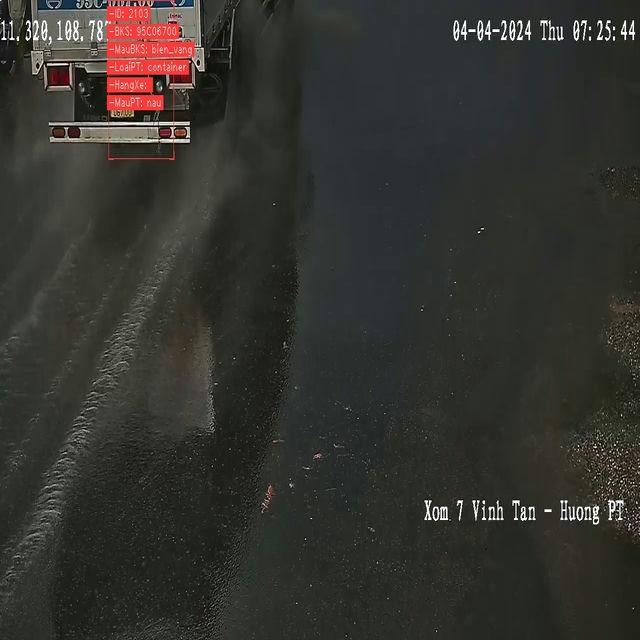 11.320,108.787
04-04-2024 Thu 07:25:44
-ID: 2103
-BKS: 95C06700
-MauBKS: bien_vang
-LoaiPT: container
-HangXe:
-MauPT: nau
Xom 7 Vinh Tan - Huong PT